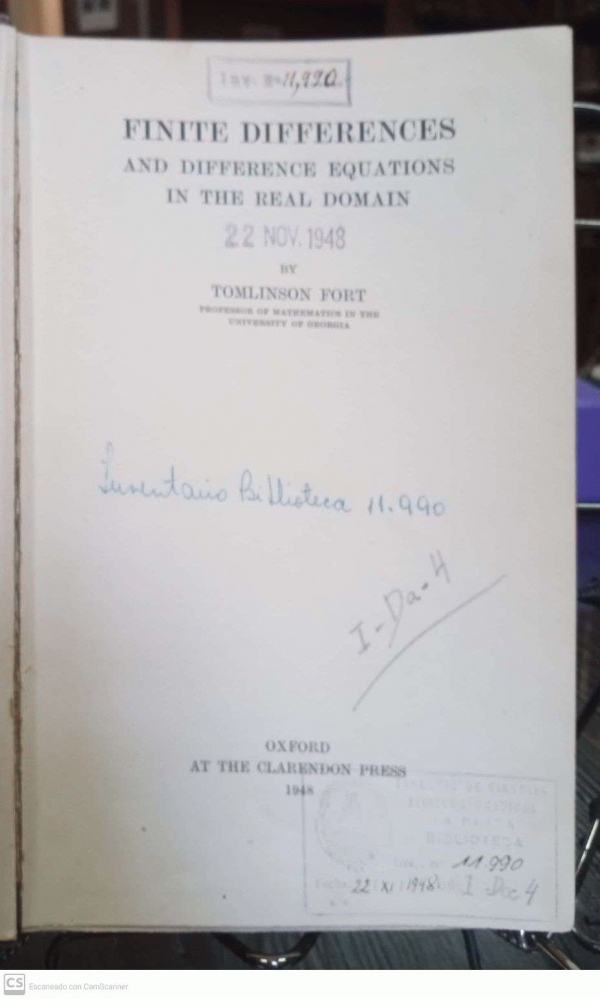 11,990
FINITE DIFFERENCES
AND DIFFERENCE EQUATIONS
IN THE REAL DOMAIN
22 NOV. 1948
BY
TOMLINSON FORT
PROFESSOR OF MATHEMATICS IN THE
UNIVERSITY OF GEORGIA
Inventario Biblioteca 11.990
I-Da-4
OXFORD
AT THE CLARENDON PRESS
1948
LA PLATA
BIBLIOTECA
11.990
22 XI 1948
CS Escaneado con CamScanner